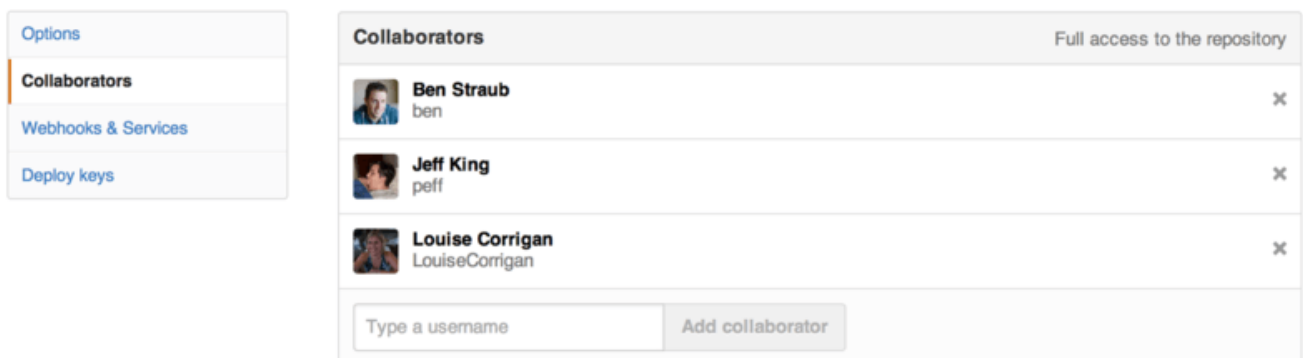 Options
Collaborators
Webhooks & Services
Deploy keys
Collaborators
Full access to the repository
Ben Straub
ben
Jeff King
peff
Louise Corrigan
LouiseCorrigan
Type a username
Add collaborator